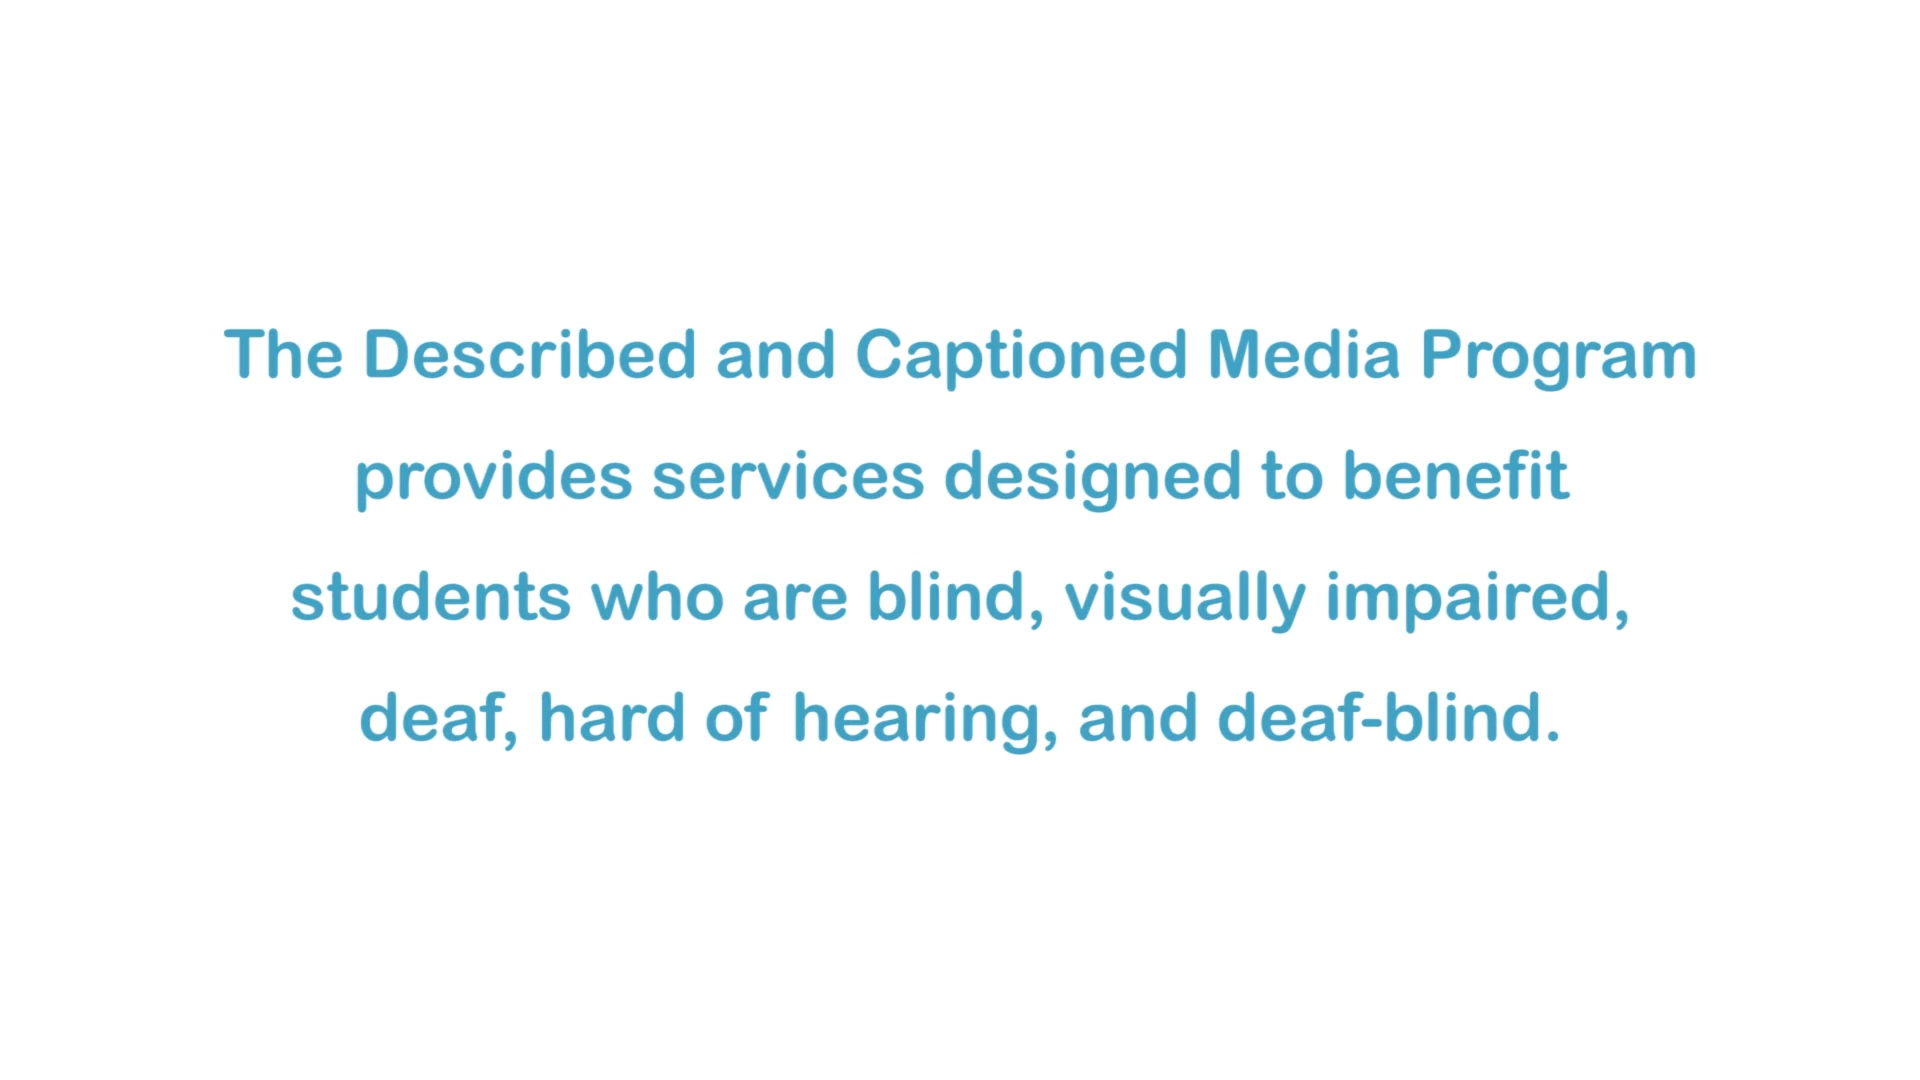 The Described and Captioned Media Program
provides services designed to benefit
students who are blind, visually impaired,
deaf, hard of hearing, and deaf-blind.